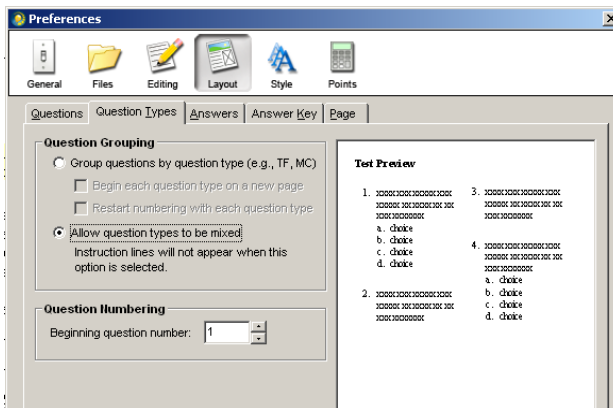 Preferences
General Files Editing Layout Style Points
Questions Question Types Answers Answer Key Page
Question Grouping
Group questions by question type (e.g., TF, MC)
Begin each question type on a new page
Restart numbering with each question type
Allow question types to be mixed
Instruction lines will not appear when this
option is selected.
Question Numbering
Beginning question number: 1
Test Preview
1.
a. choice
b. choice
c. choice
d. choice
2.
3.
4.
a. choice
b. choice
c. choice
d. choice